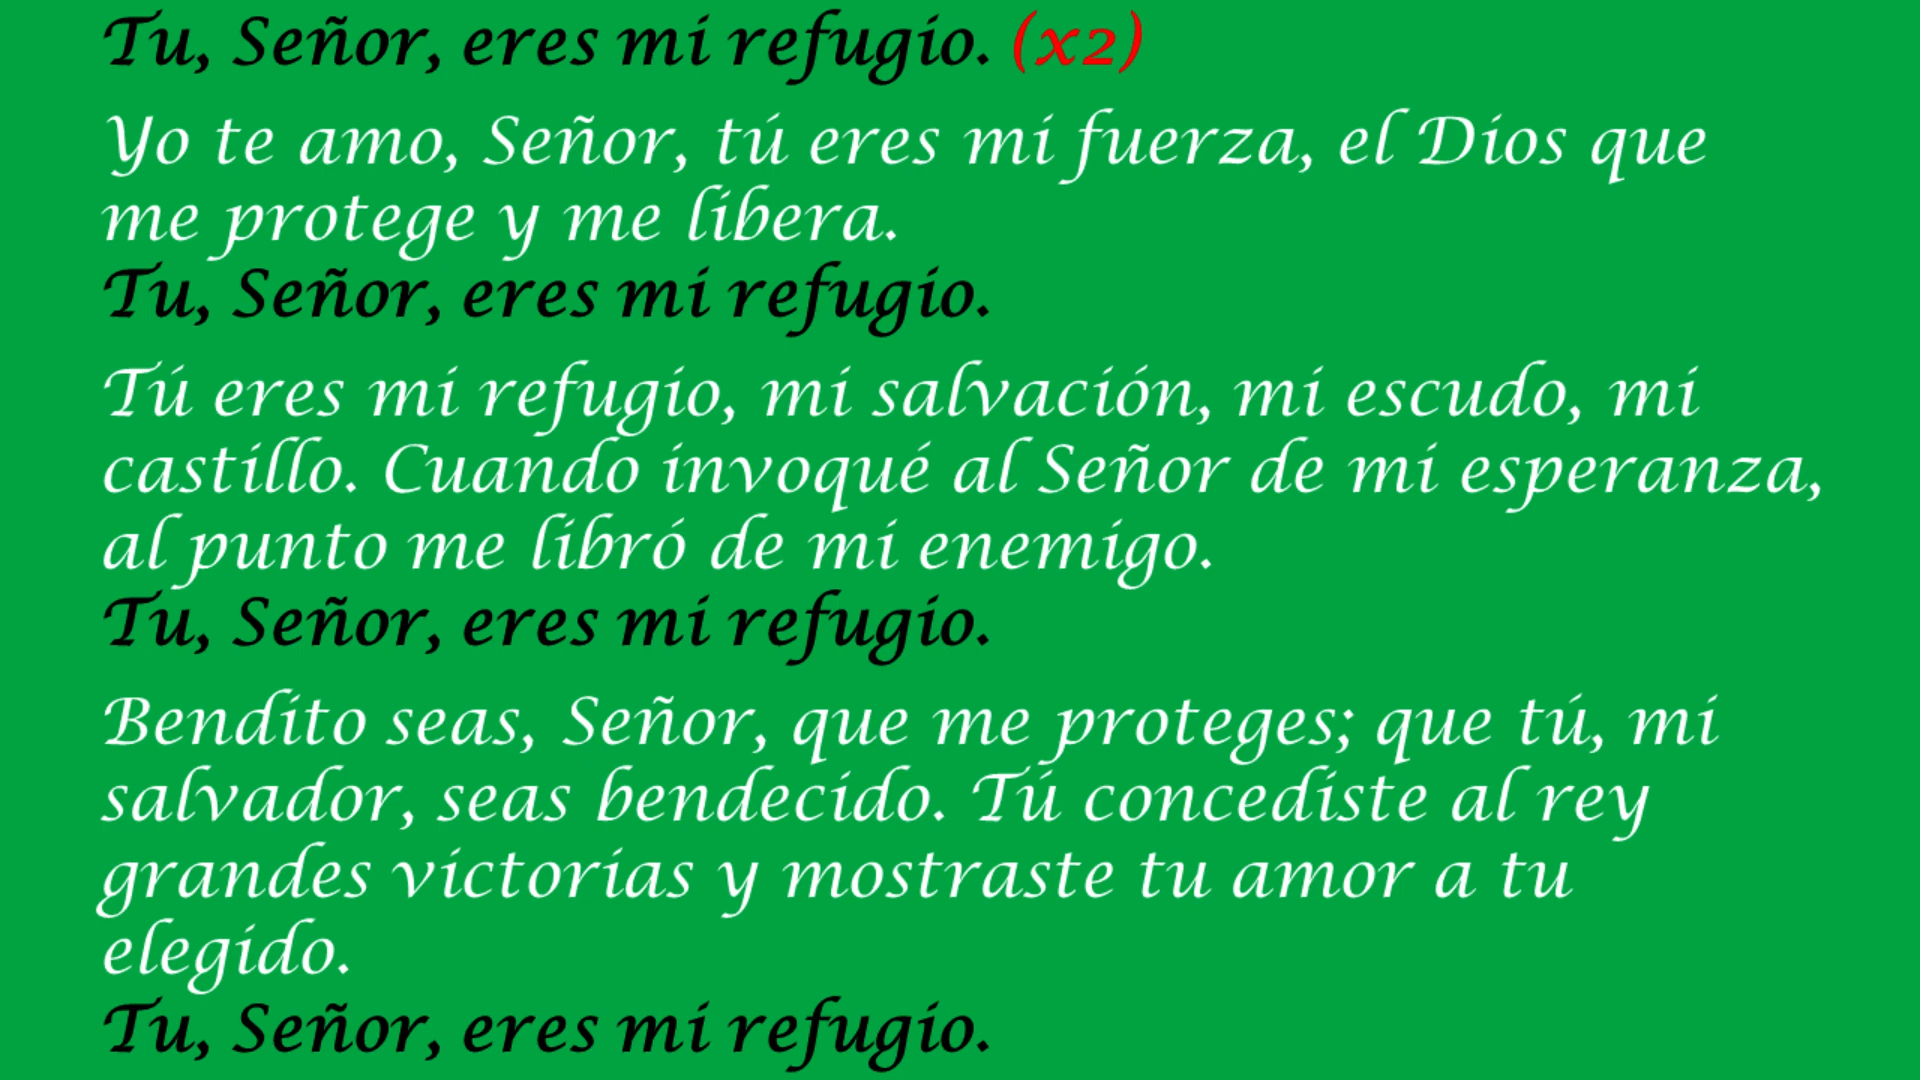 Tu, Señor, eres mi refugio. (x2)
Yo te amo, Señor, tú eres mi fuerza, el Dios que
me protege y me libera.
Tu, Señor, eres mi refugio.
Tú eres mi refugio, mi salvación, mi escudo, mi
castillo. Cuando invoqué al Señor de mi esperanza,
al punto me libró de mi enemigo.
Tu, Señor, eres mi refugio.
Bendito seas, Señor, que me proteges; que tú, mi
salvador, seas bendecido. Tú concediste al rey
grandes victorias y mostraste tu amor a tu
elegido.
Tu, Señor, eres mi refugio.